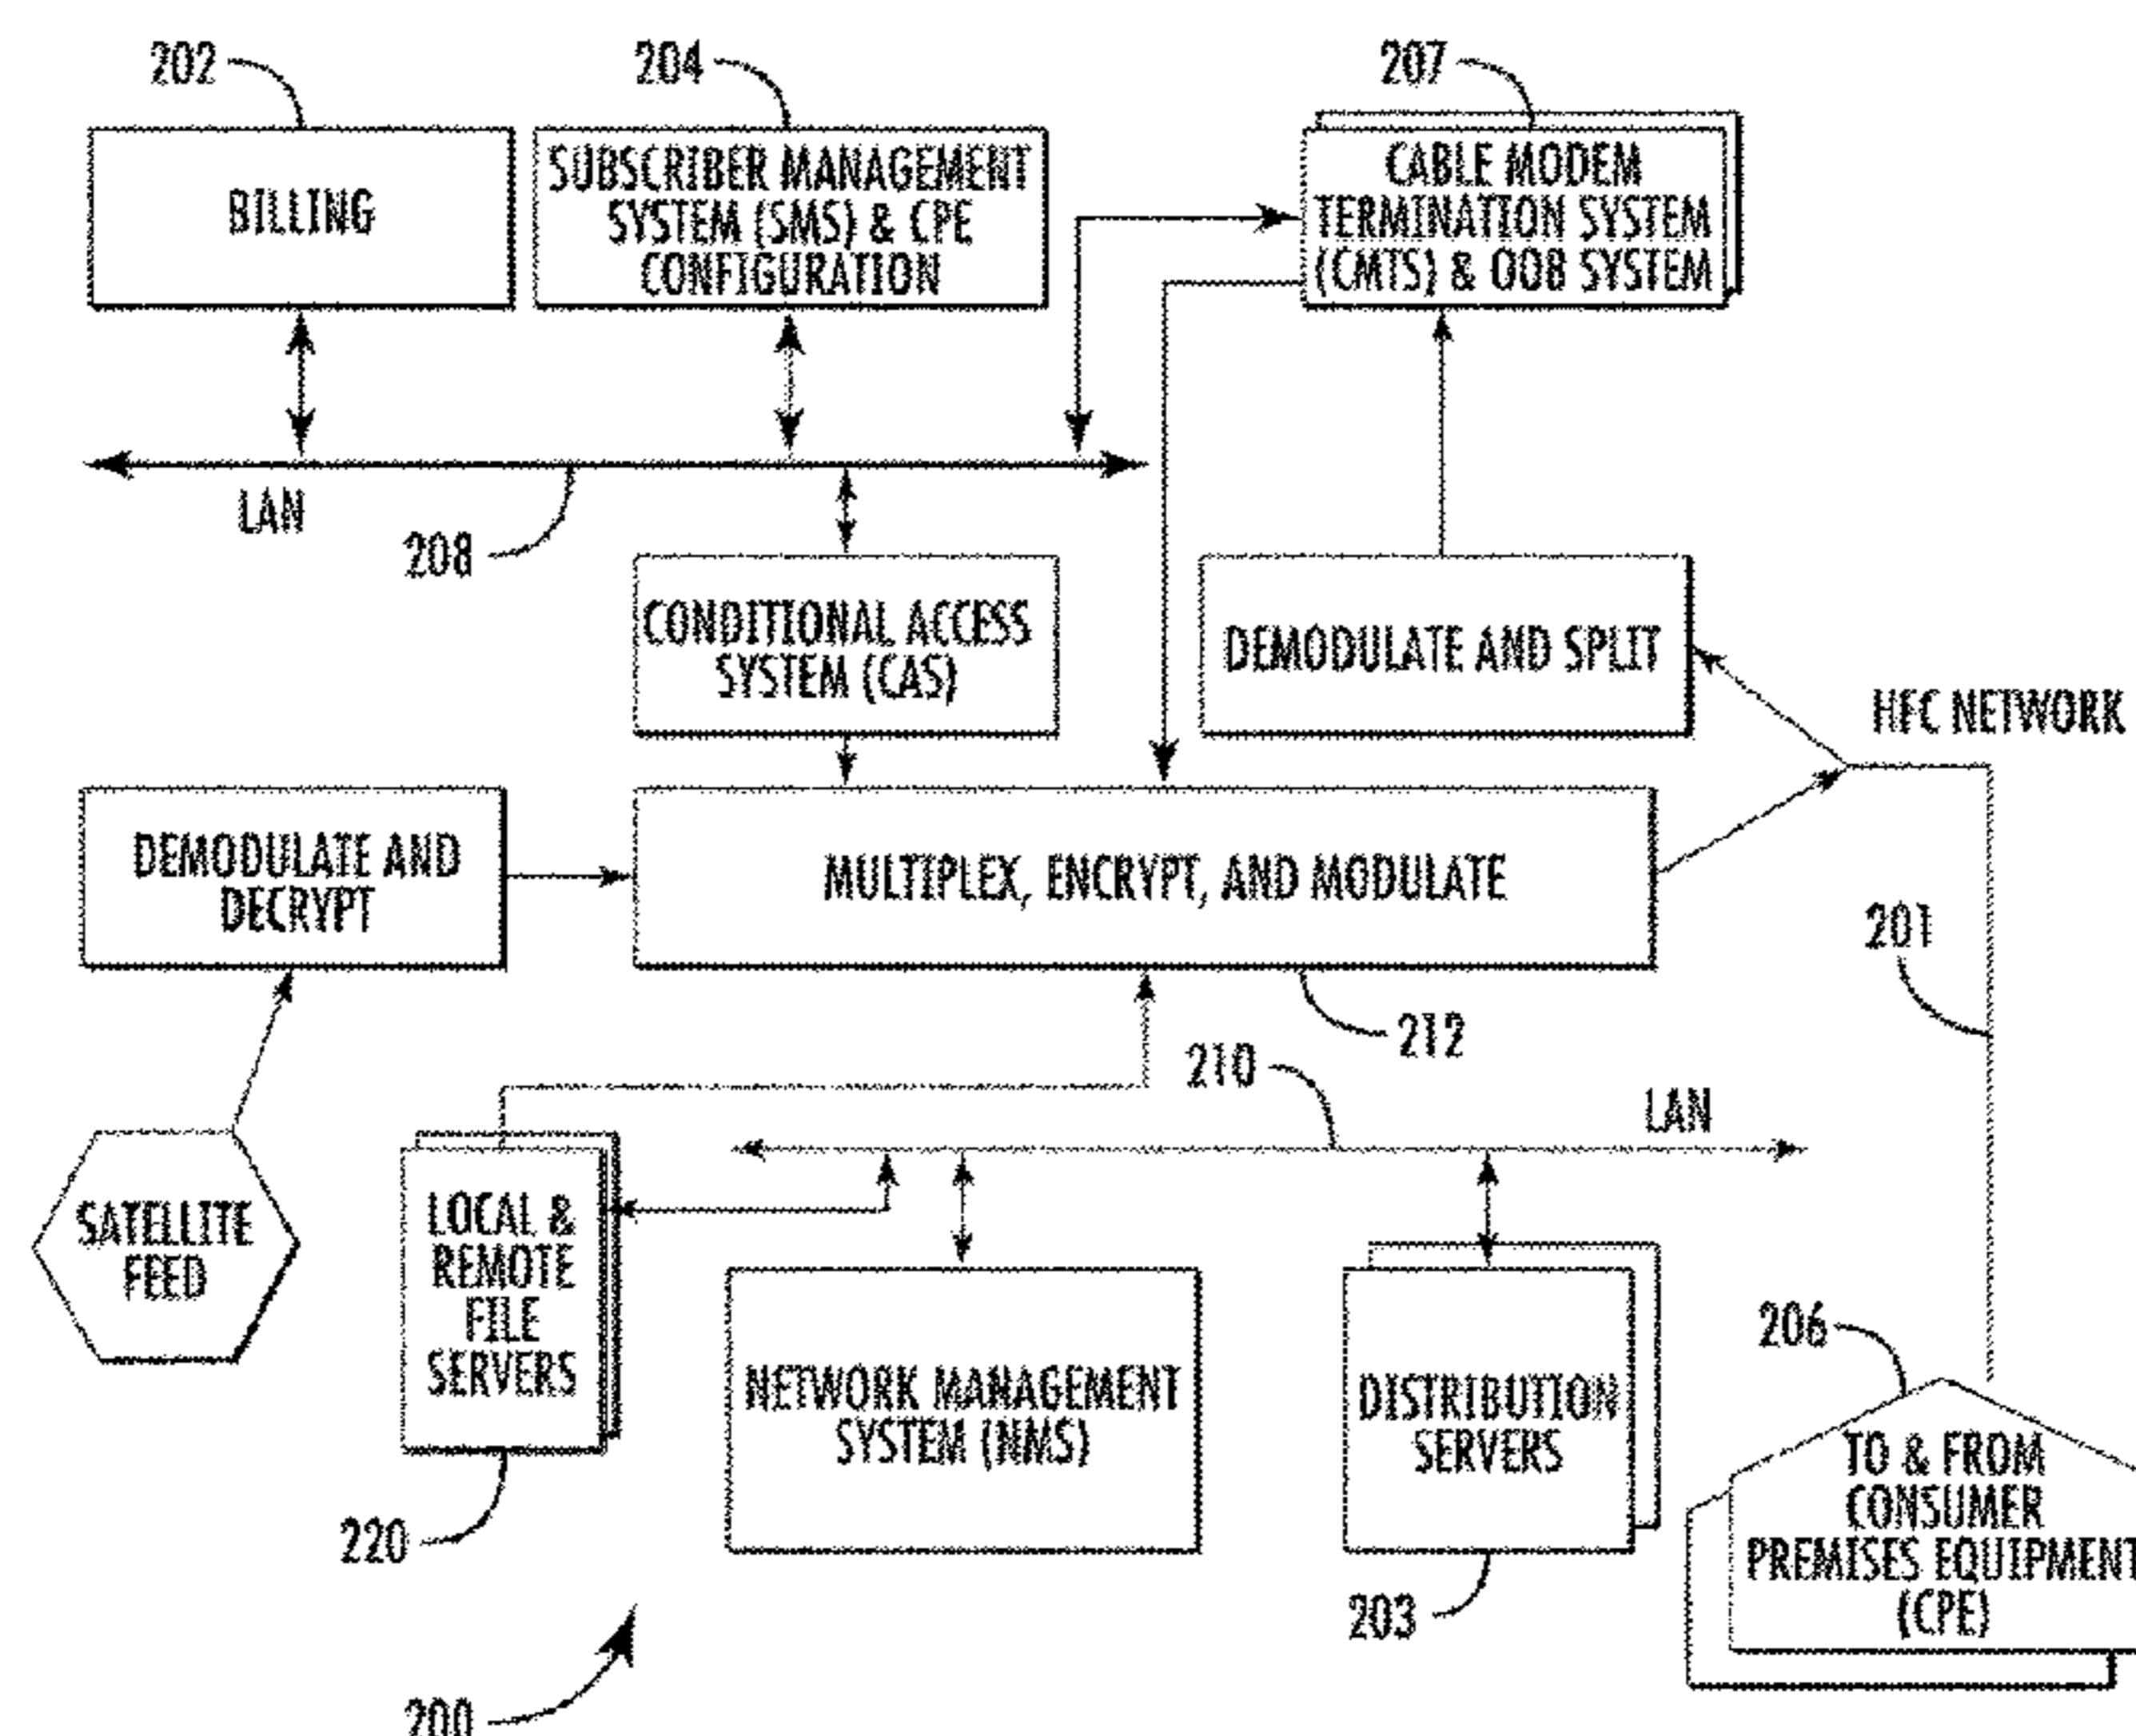 202
204
207
BILLING
SUBSCRIBER MANAGEMENT
SYSTEM (SMS) & CPE
CONFIGURATION
CABLE MODEM
TERMINATION SYSTEM
(CMTS) & OOB SYSTEM
LAN
208
CONDITIONAL ACCESS
SYSTEM (CAS)
DEMODULATE AND SPLIT
HFC NETWORK
DEMODULATE AND
DECRYPT
MULTIPLEX, ENCRYPT, AND MODULATE
201
212
210
LAN
SATELLITE
FEED
LOCAL &
REMOTE
FILE
SERVERS
NETWORK MANAGEMENT
SYSTEM (NMS)
DISTRIBUTION
SERVERS
206
TO & FROM
CONSUMER
PREMISES EQUIPMENT
(CPE)
220
203
200